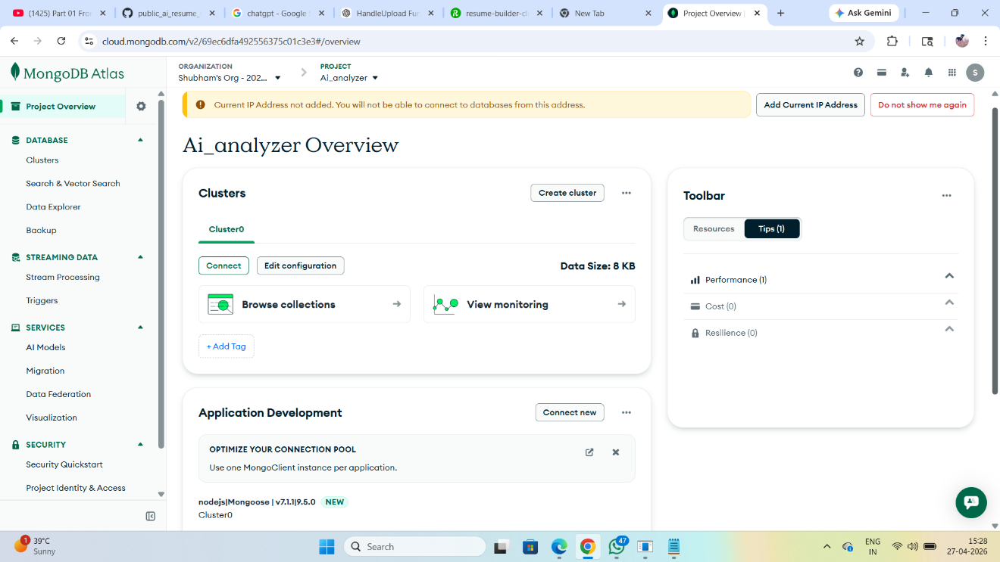 (1425) Part 01 Fron
public_ai_resume_
chatgpt - Google S
HandleUpload Fun
resume-builder-cl
New Tab
Project Overview |
Ask Gemini
cloud.mongodb.com/v2/69ec6dfa492556375c01c3e3#/overview
MongoDB Atlas
ORGANIZATION
Shubham's Org - 202...
PROJECT
Ai_analyzer
S
Project Overview
DATABASE
Clusters
Search & Vector Search
Data Explorer
Backup
STREAMING DATA
Stream Processing
Triggers
SERVICES
AI Models
Migration
Data Federation
Visualization
SECURITY
Security Quickstart
Project Identity & Access
Current IP Address not added. You will not be able to connect to databases from this address.
Add Current IP Address
Do not show me again
Ai_analyzer Overview
Clusters
Create cluster
Cluster0
Connect
Edit configuration
Data Size: 8 KB
Browse collections
View monitoring
+ Add Tag
Application Development
Connect new
OPTIMIZE YOUR CONNECTION POOL
Use one MongoClient instance per application.
nodejs|Mongoose | v7.1.1|9.5.0 NEW
Cluster0
Toolbar
Resources
Tips (1)
Performance (1)
Cost (0)
Resilience (0)
1
39°C
Sunny
Search
47
ENG
IN
15:28
27-04-2026